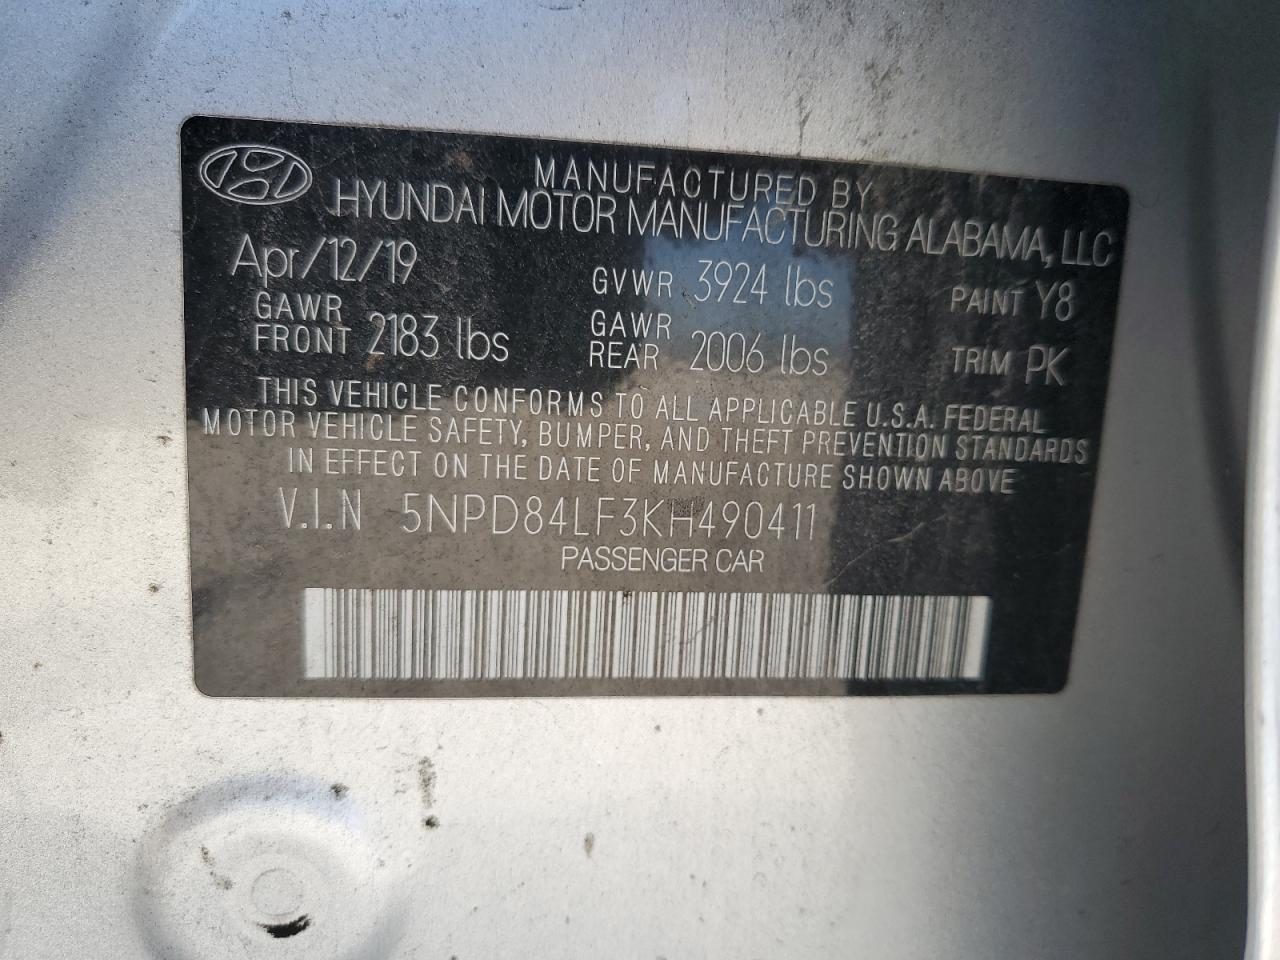 MANUFACTURED BY
HYUNDAI MOTOR MANUFACTURING ALABAMA, LLC
Apr/12/19 GVWR 3924 lbs PAINT Y8
GAWR FRONT 2183 lbs GAWR REAR 2006 lbs TRIM PK
THIS VEHICLE CONFORMS TO ALL APPLICABLE U.S.A. FEDERAL
MOTOR VEHICLE SAFETY, BUMPER, AND THEFT PREVENTION STANDARDS
IN EFFECT ON THE DATE OF MANUFACTURE SHOWN ABOVE
V.I.N 5NPD84LF3KH490411
PASSENGER CAR